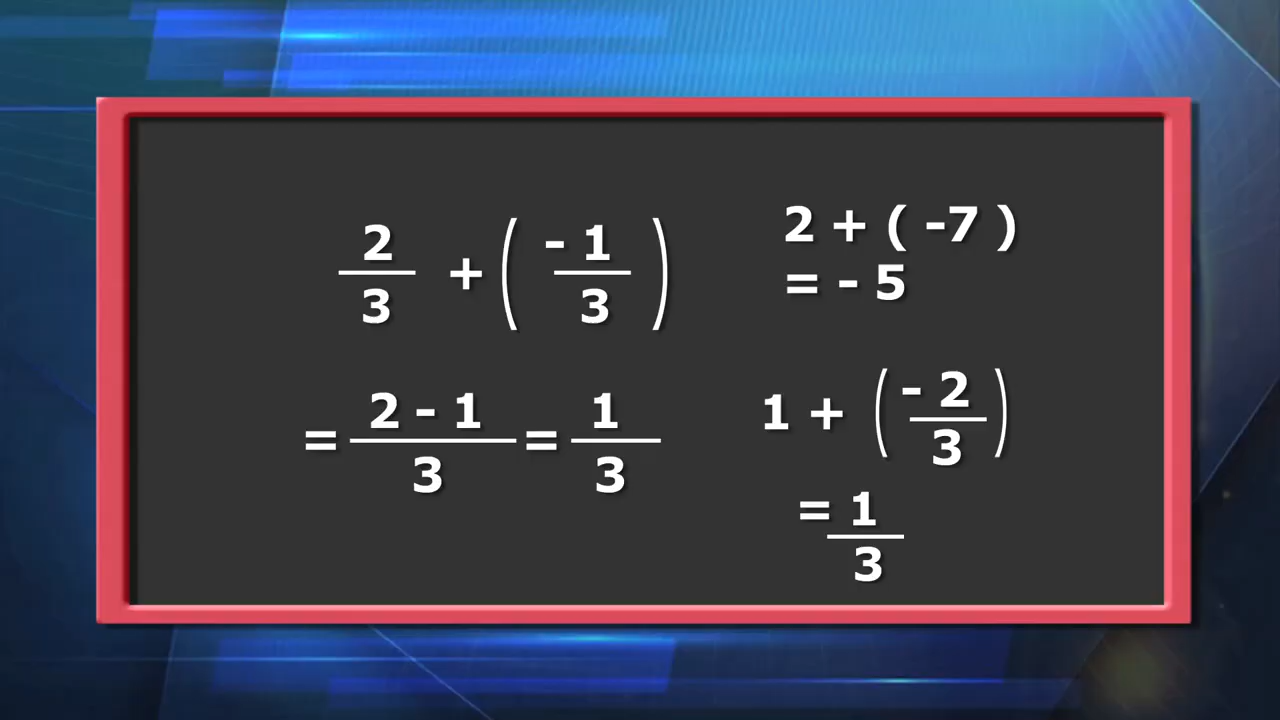 2/3 + ( -1/3 )
= 2 - 1/3 = 1/3
2 + ( -7 )
= - 5
1 + ( - 2/3 )
= 1/3